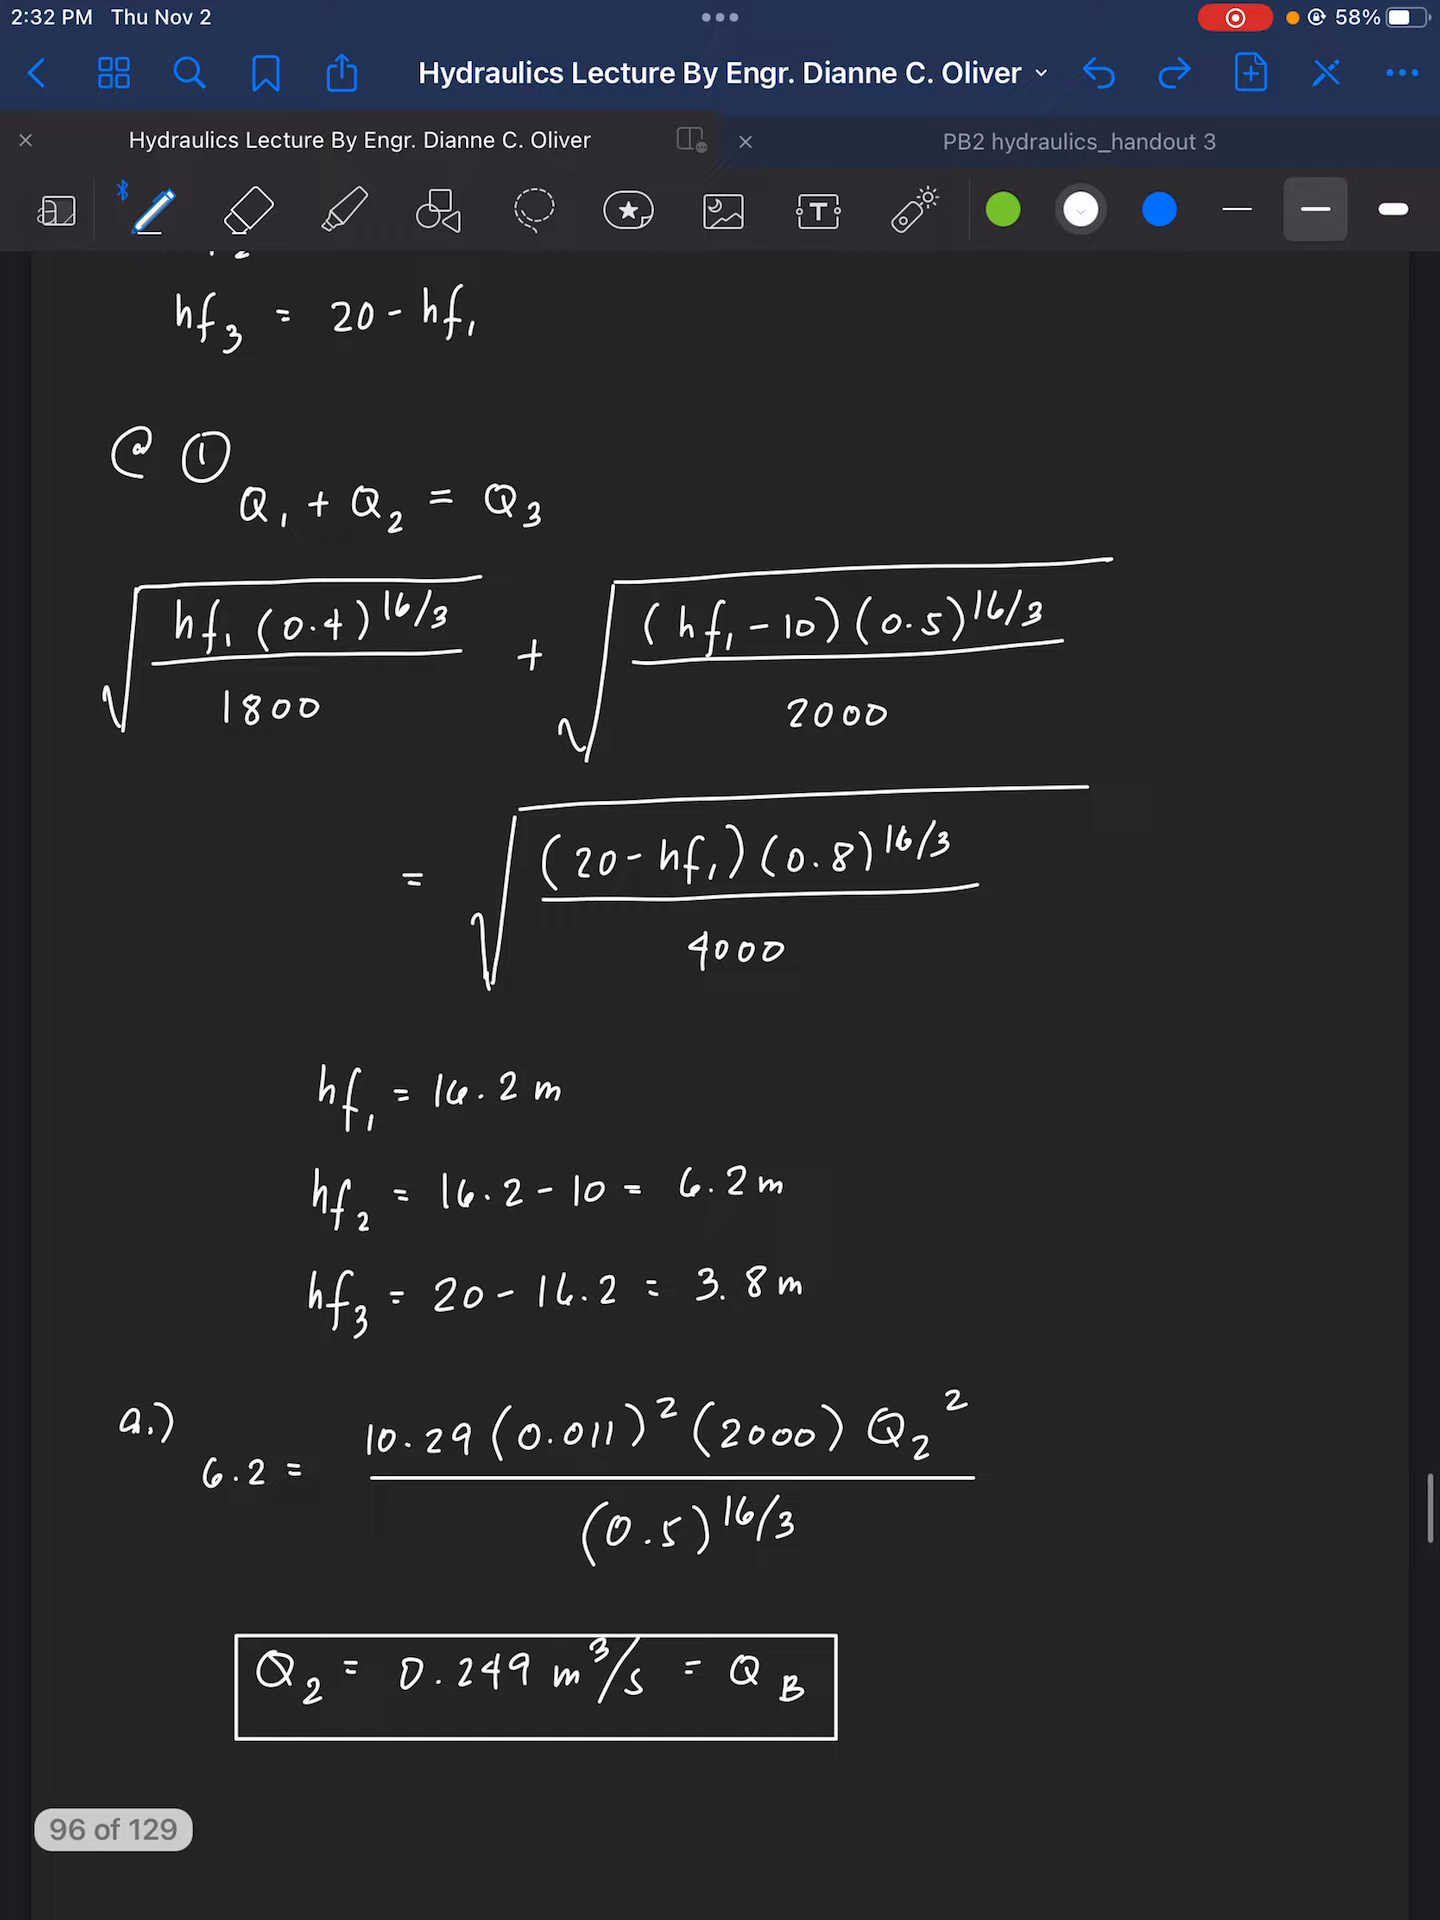 2:32 PM Thu Nov 2
58%
Hydraulics Lecture By Engr. Dianne C. Oliver
Hydraulics Lecture By Engr. Dianne C. Oliver
PB2 hydraulics_handout 3
hf₃ = 20 - hf₁
@ ①
Q₁ + Q₂ = Q₃
√(hf₁ (0.4)^16/3 / 1800) + √((hf₁ - 10)(0.5)^16/3 / 2000)
= √((20 - hf₁)(0.8)^16/3 / 4000)
hf₁ = 16.2 m
hf₂ = 16.2 - 10 = 6.2 m
hf₃ = 20 - 16.2 = 3.8 m
a.)
6.2 = 10.29 (0.011)² (2000) Q₂² / (0.5)^16/3
Q₂ = 0.249 m³/s = Q_B
96 of 129